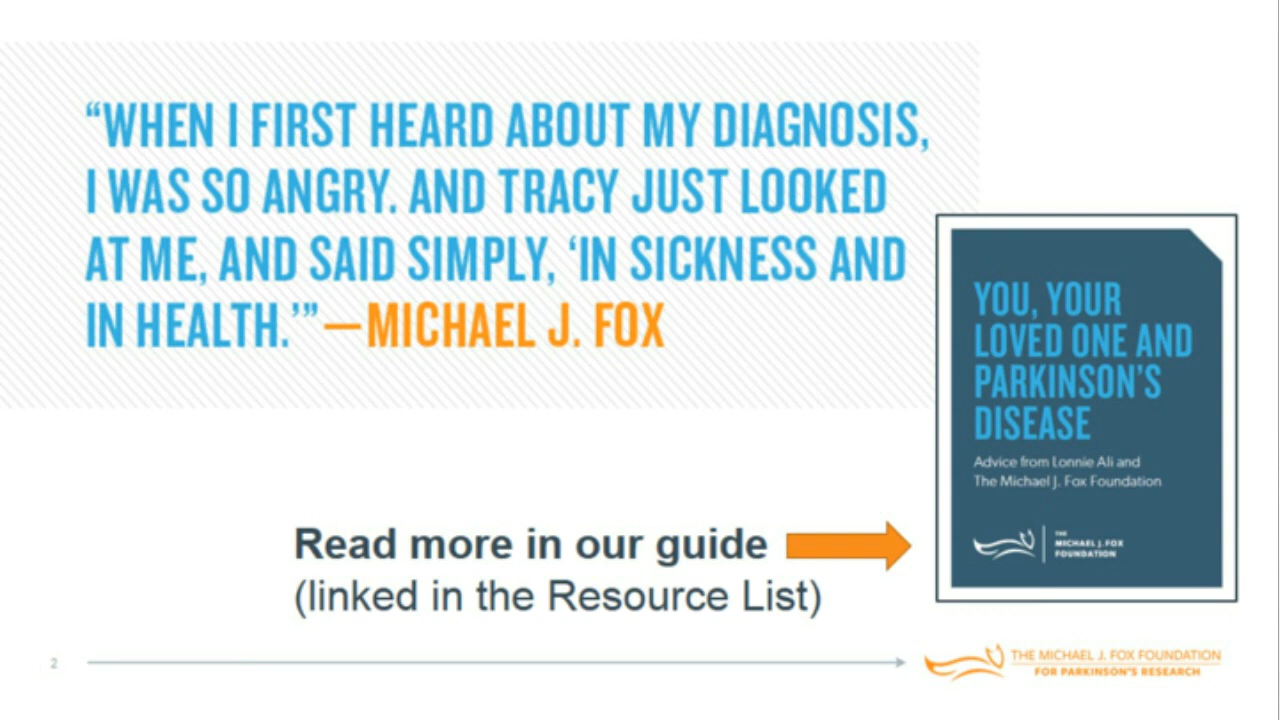 “WHEN I FIRST HEARD ABOUT MY DIAGNOSIS,
I WAS SO ANGRY. AND TRACY JUST LOOKED
AT ME, AND SAID SIMPLY, ‘IN SICKNESS AND
IN HEALTH.’” —MICHAEL J. FOX
YOU, YOUR
LOVED ONE AND
PARKINSON’S
DISEASE
Advice from Lonnie Ali and
The Michael J. Fox Foundation
THE
MICHAEL J. FOX
FOUNDATION
Read more in our guide
(linked in the Resource List)
2
THE MICHAEL J. FOX FOUNDATION
FOR PARKINSON’S RESEARCH